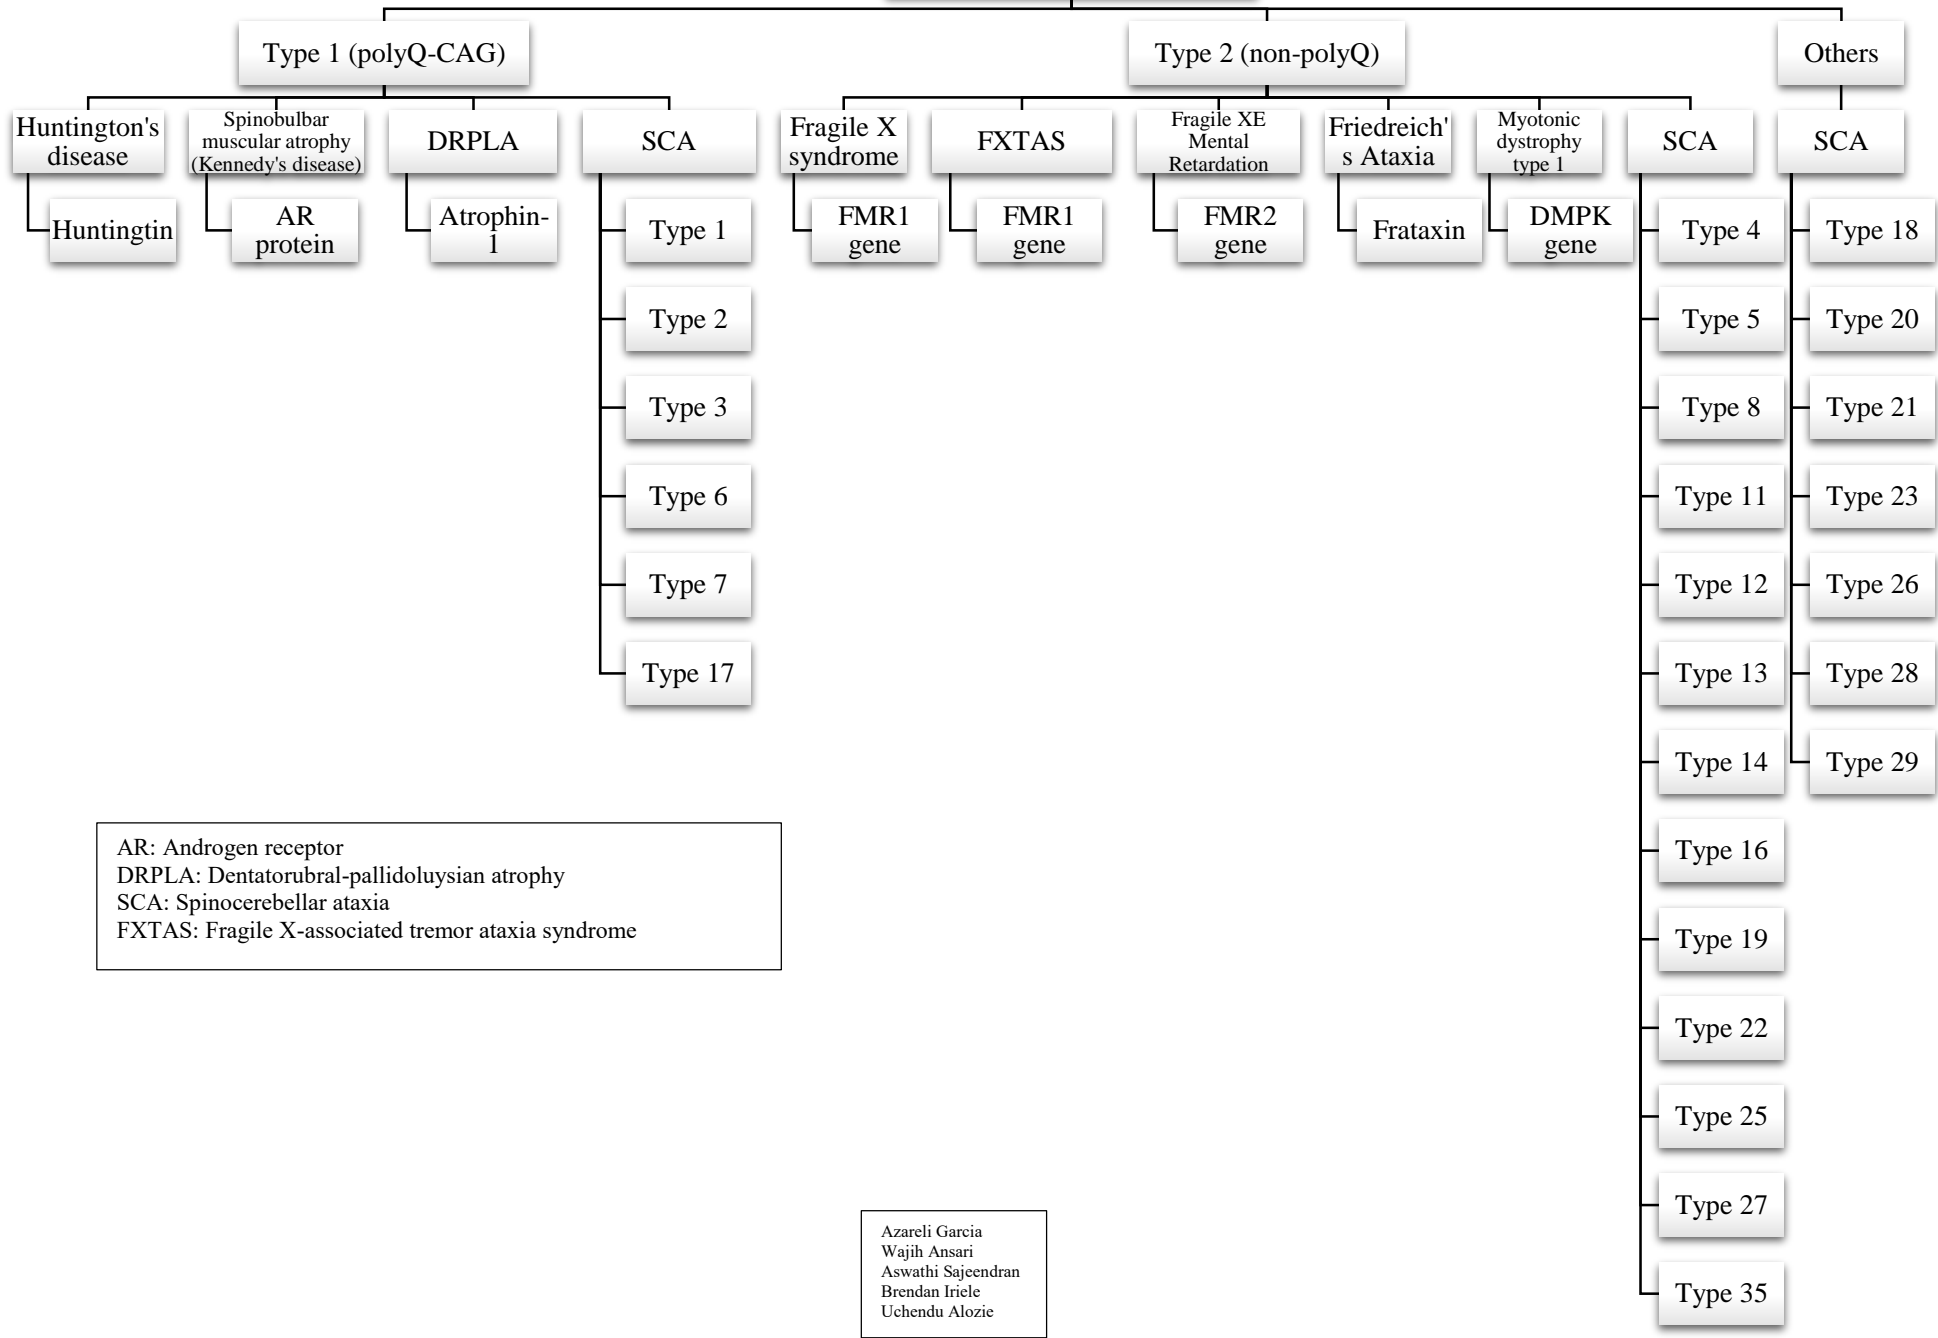 Type 1 (polyQ-CAG)
Type 2 (non-polyQ)
Others
Huntington's
disease
Spinobulbar
muscular atrophy
(Kennedy's disease)
DRPLA
SCA
Fragile X
syndrome
FXTAS
Fragile XE
Mental
Retardation
Friedreich'
s Ataxia
Myotonic
dystrophy
type 1
SCA
SCA
Huntingtin
AR
protein
Atrophin-
1
Type 1
Type 2
Type 3
Type 6
Type 7
Type 17
FMR1
gene
FMR1
gene
FMR2
gene
Frataxin
DMPK
gene
Type 4
Type 5
Type 8
Type 11
Type 12
Type 13
Type 14
Type 16
Type 19
Type 22
Type 25
Type 27
Type 35
Type 18
Type 20
Type 21
Type 23
Type 26
Type 28
Type 29
AR: Androgen receptor
DRPLA: Dentatorubral-pallidoluysian atrophy
SCA: Spinocerebellar ataxia
FXTAS: Fragile X-associated tremor ataxia syndrome
Azareli Garcia
Wajih Ansari
Aswathi Sajeendran
Brendan Iriele
Uchendu Alozie